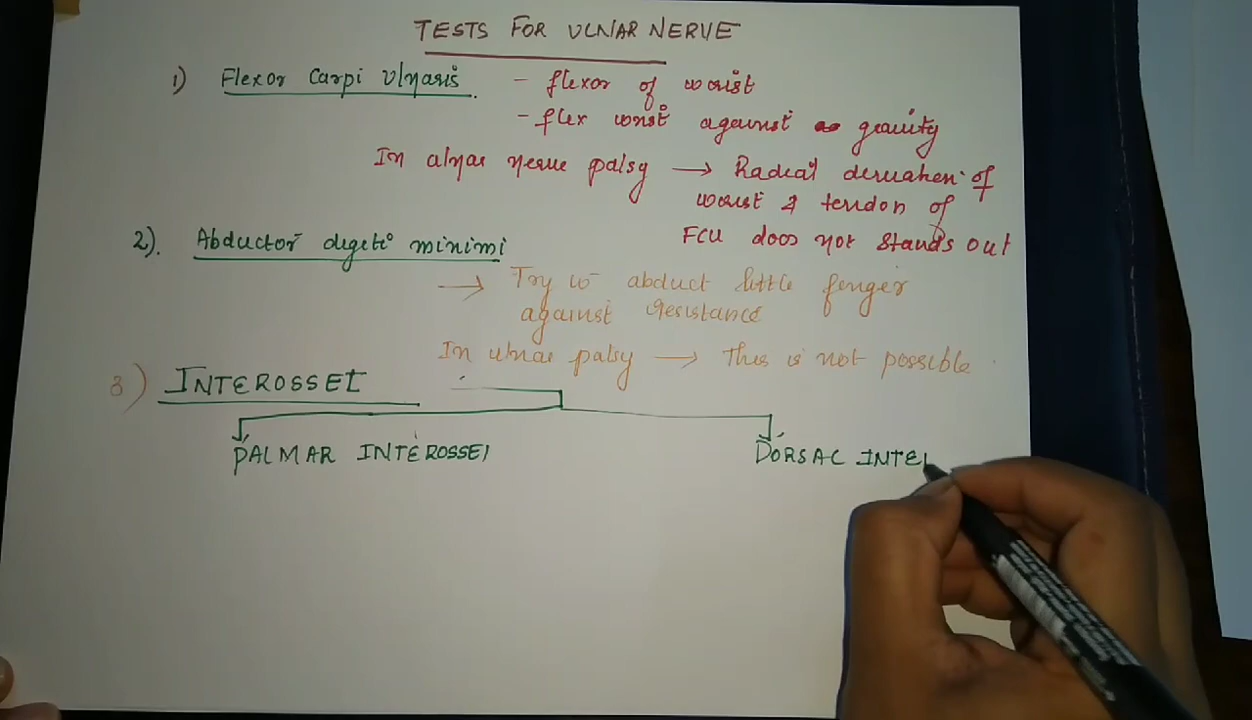 TESTS FOR ULNAR NERVE
1) Flexor Carpi Ulnaris - flexor of wrist
- flex wrist against gravity
In ulnar nerve palsy → Radial deviation of
wrist & tendon of
FCU does not stands out
2). Abductor digiti minimi
→ Try to abduct little finger
against resistance
In ulnar palsy → This is not possible
3) INTEROSSEI
PALMAR INTEROSSEI DORSAL INTE